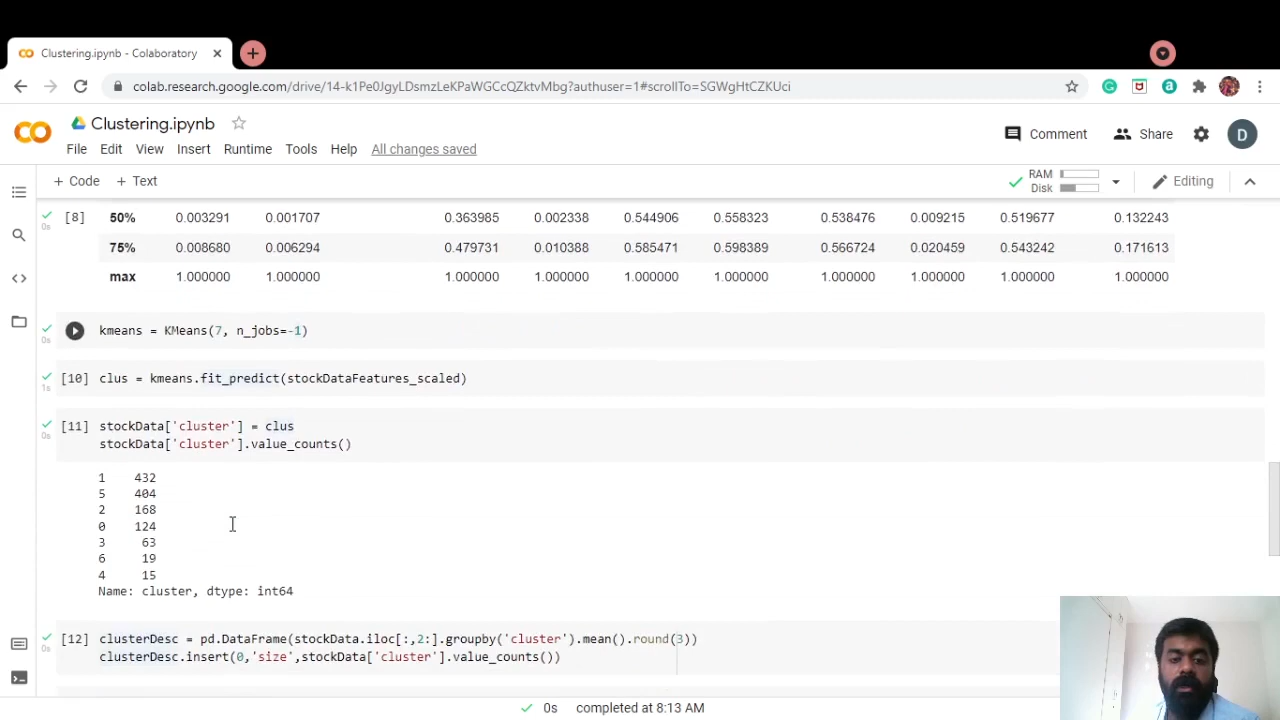 Clustering.ipynb - Colaboratory
colab.research.google.com/drive/14-k1Pe0JgyLDsmzLeKPbWGCcQZktvMbg?authuser=1#scrollTo=SGWgHtCZKUci
Clustering.ipynb
Comment
Share
D
File Edit View Insert Runtime Tools Help All changes saved
+ Code + Text
RAM
Disk
Editing
[8] 50% 0.003291 0.001707 0.363985 0.002338 0.544906 0.558323 0.538476 0.009215 0.519677 0.132243
0s
75% 0.008680 0.006294 0.479731 0.010388 0.585471 0.598389 0.566724 0.020459 0.543242 0.171613
max 1.000000 1.000000 1.000000 1.000000 1.000000 1.000000 1.000000 1.000000 1.000000 1.000000
kmeans = KMeans(7, n_jobs=-1)
0s
[10] clus = kmeans.fit_predict(stockDataFeatures_scaled)
1s
[11] stockData['cluster'] = clus
0s
stockData['cluster'].value_counts()
1 432
5 404
2 168
0 124
3 63
6 19
4 15
Name: cluster, dtype: int64
[12] clusterDesc = pd.DataFrame(stockData.iloc[:,2:].groupby('cluster').mean().round(3))
0s
clusterDesc.insert(0,'size',stockData['cluster'].value_counts())
0s completed at 8:13 AM